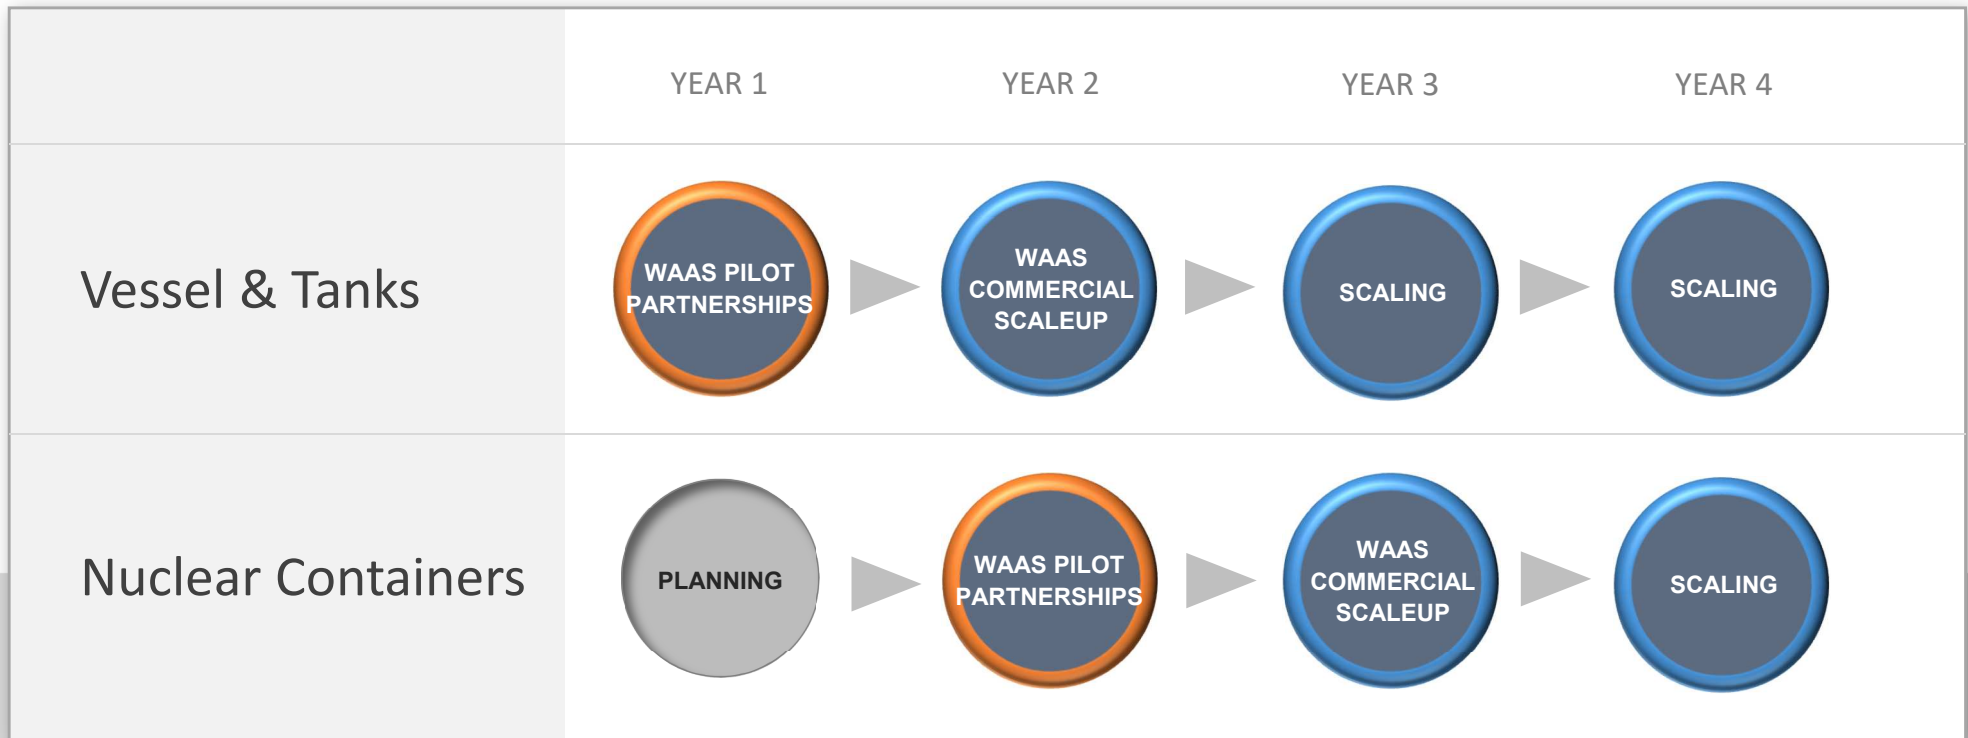 YEAR 1
YEAR 2
YEAR 3
YEAR 4
Vessel & Tanks
WAAS PILOT
PARTNERSHIPS
WAAS
COMMERCIAL
SCALEUP
SCALING
SCALING
Nuclear Containers
PLANNING
WAAS PILOT
PARTNERSHIPS
WAAS
COMMERCIAL
SCALEUP
SCALING